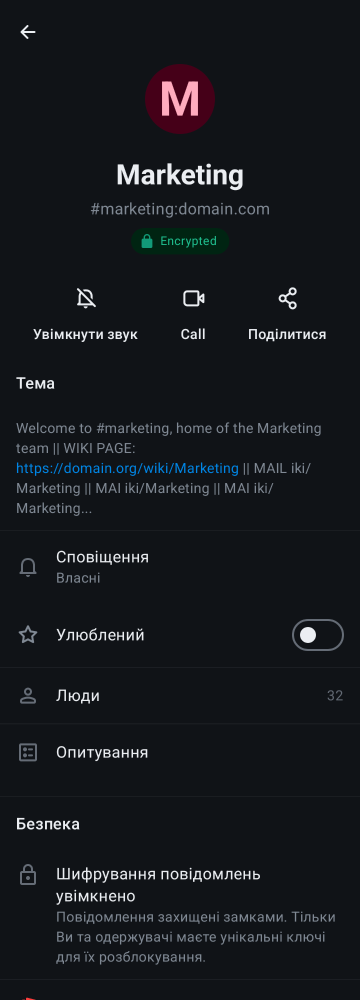 M
Marketing
#marketing:domain.com
Encrypted
Увімкнути звук
Call
Поділитися
Тема
Welcome to #marketing, home of the Marketing
team || WIKI PAGE:
https://domain.org/wiki/Marketing || MAIL iki/
Marketing || MAI iki/Marketing || MAI iki/
Marketing...
Сповіщення
Власні
Улюблений
Люди
32
Опитування
Безпека
Шифрування повідомлень
увімкнено
Повідомлення захищені замками. Тільки
Ви та одержувачі маєте унікальні ключі
для їх розблокування.